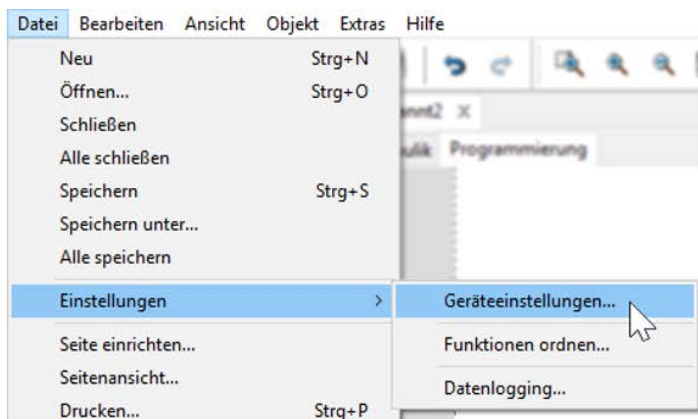 Datei Bearbeiten Ansicht Objekt Extras Hilfe
Neu Strg+N
Öffnen... Strg+O
Schließen
Alle schließen
Speichern Strg+S
Speichern unter...
Alle speichern
Einstellungen >
Seite einrichten...
Seitenansicht...
Drucken... Strg+P
Programmierung
Geräteeinstellungen...
Funktionen ordnen...
Datenlogging...